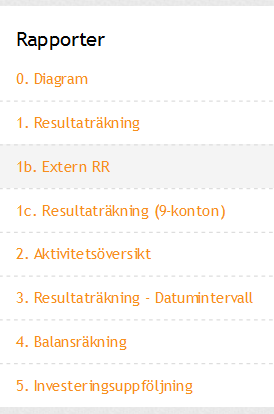 Rapporter
0. Diagram
1. Resultaträkning
1b. Extern RR
1c. Resultaträkning (9-konton)
2. Aktivitetsöversikt
3. Resultaträkning - Datumintervall
4. Balansräkning
5. Investeringsuppföljning